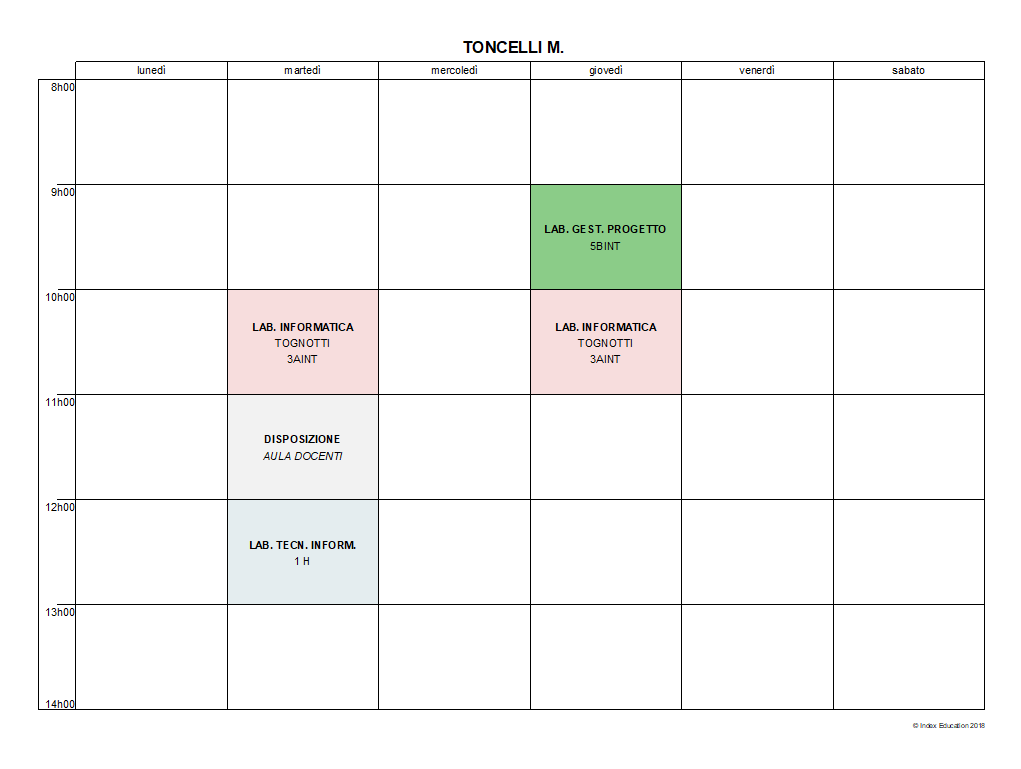 TONCELLI M.
lunedì martedì mercoledì giovedì venerdì sabato
8h00
9h00
LAB. GEST. PROGETTO
5BINT
10h00
LAB. INFORMATICA
TOGNOTTI
3AINT
LAB. INFORMATICA
TOGNOTTI
3AINT
11h00
DISPOSIZIONE
AULA DOCENTI
12h00
LAB. TECN. INFORM.
1 H
13h00
14h00
© Index Education 2018